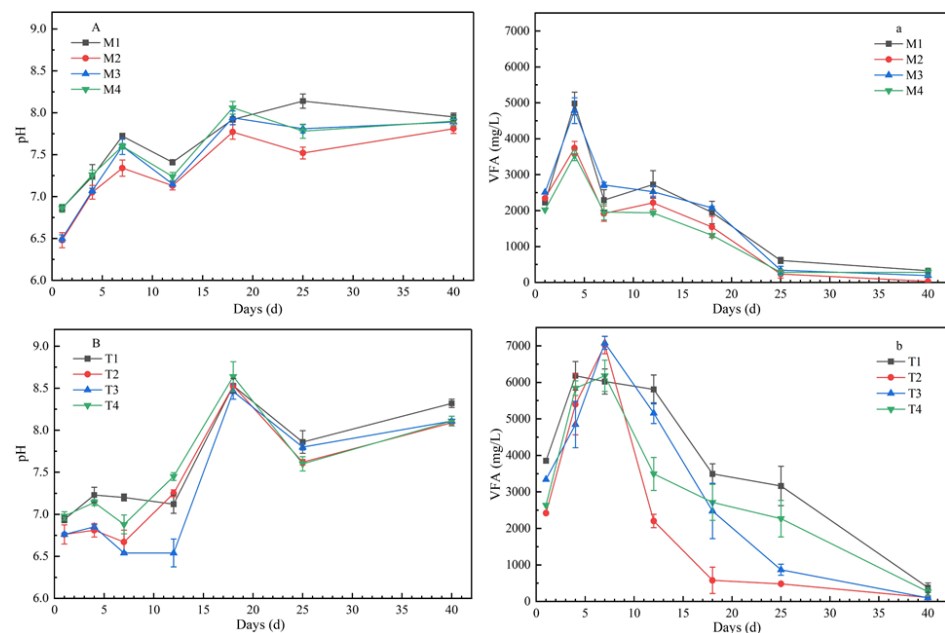 A
M1
M2
M3
M4
9.0
8.5
8.0
7.5
7.0
6.5
6.0
pH
0 5 10 15 20 25 30 35 40
Days (d)
a
M1
M2
M3
M4
7000
6000
5000
4000
3000
2000
1000
0
VFA (mg/L)
0 5 10 15 20 25 30 35 40
Days (d)
B
T1
T2
T3
T4
9.0
8.5
8.0
7.5
7.0
6.5
6.0
pH
0 5 10 15 20 25 30 35 40
Days (d)
b
T1
T2
T3
T4
7000
6000
5000
4000
3000
2000
1000
0
VFA (mg/L)
0 5 10 15 20 25 30 35 40
Days (d)